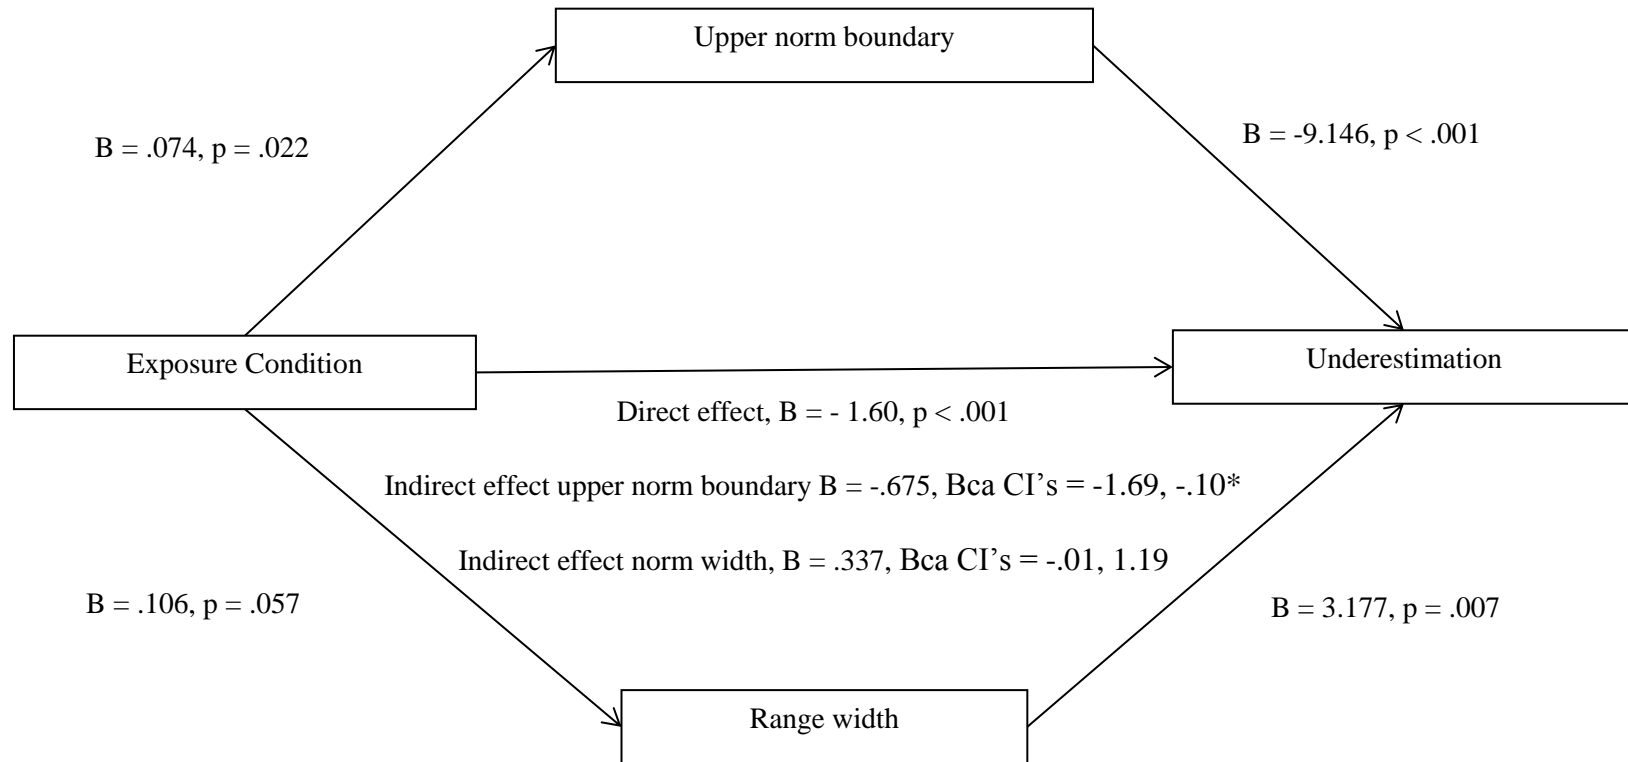 Upper norm boundary
B = .074, p = .022
B = -9.146, p < .001
Exposure Condition
Underestimation
Direct effect, B = - 1.60, p < .001
Indirect effect upper norm boundary B = -.675, Bca CI’s = -1.69, -.10*
Indirect effect norm width, B = .337, Bca CI’s = -.01, 1.19
B = .106, p = .057
B = 3.177, p = .007
Range width